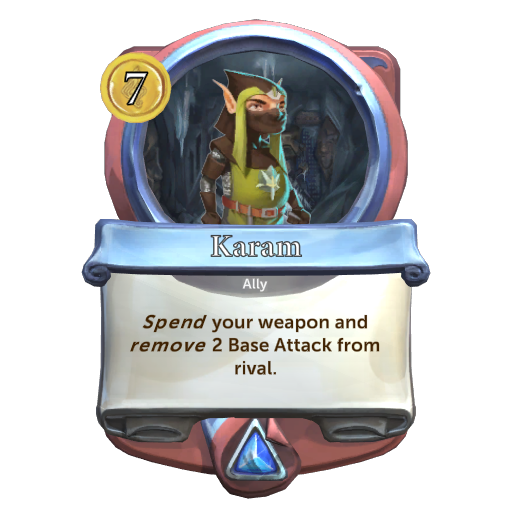 7
Karam
Ally
Spend your weapon and
remove 2 Base Attack from
rival.